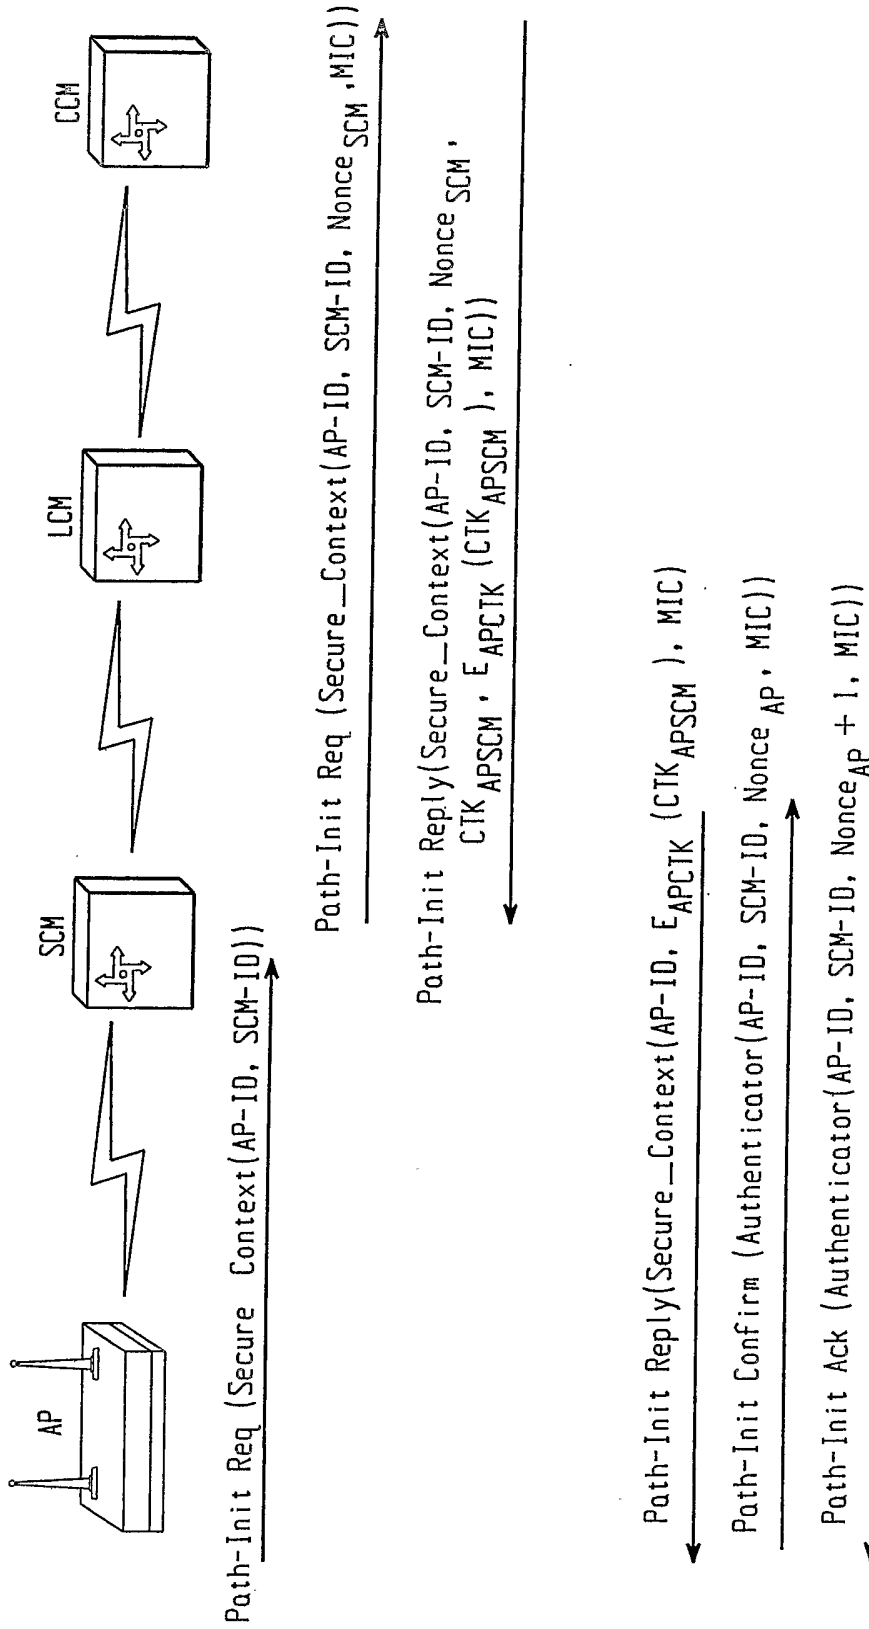 AP
SCM
LCM
CCM
Path-Init Req (Secure Context(AP-ID, SCM-ID))
Path-Init Req (Secure_Context(AP-ID, SCM-ID, Nonce SCM ,MIC))
Path-Init Reply(Secure_Context(AP-ID, SCM-ID, Nonce SCM ,
CTK APSCM , E APCTK (CTK APSCM ), MIC))
Path-Init Reply(Secure_Context(AP-ID, E APCTK (CTK APSCM ), MIC)
Path-Init Confirm (Authenticator(AP-ID, SCM-ID, Nonce AP , MIC))
Path-Init Ack (Authenticator(AP-ID, SCM-ID, Nonce AP + 1, MIC))